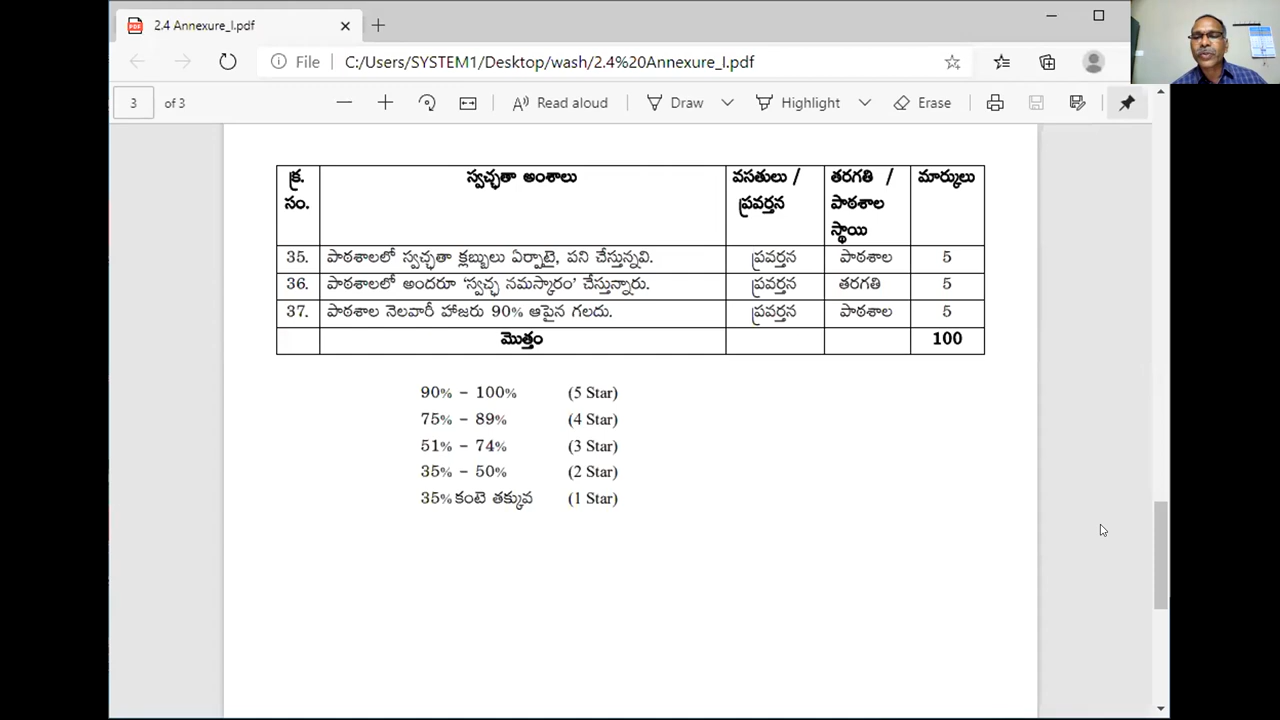 2.4 Annexure_I.pdf
File C:/Users/SYSTEM1/Desktop/wash/2.4%20Annexure_I.pdf
3 of 3 Read aloud Draw Highlight Erase
క్ర. సం. స్వచ్ఛతా అంశాలు వసతులు / ప్రవర్తన తరగతి / పాఠశాల స్థాయి మార్కులు
35. పాఠశాలలో స్వచ్ఛతా క్లబ్బులు ఏర్పాటై, పని చేస్తున్నవి. ప్రవర్తన పాఠశాల 5
36. పాఠశాలలో అందరూ ‘స్వచ్ఛ నమస్కారం’ చేస్తున్నారు. ప్రవర్తన తరగతి 5
37. పాఠశాల నెలవారీ హాజరు 90% ఆపైన గలదు. ప్రవర్తన పాఠశాల 5
మొత్తం 100
90% – 100% (5 Star)
75% – 89% (4 Star)
51% – 74% (3 Star)
35% – 50% (2 Star)
35% కంటె తక్కువ (1 Star)